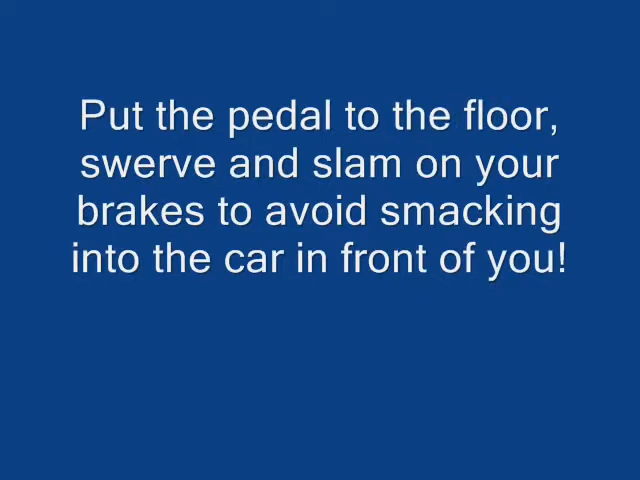 Put the pedal to the floor,
swerve and slam on your
brakes to avoid smacking
into the car in front of you!